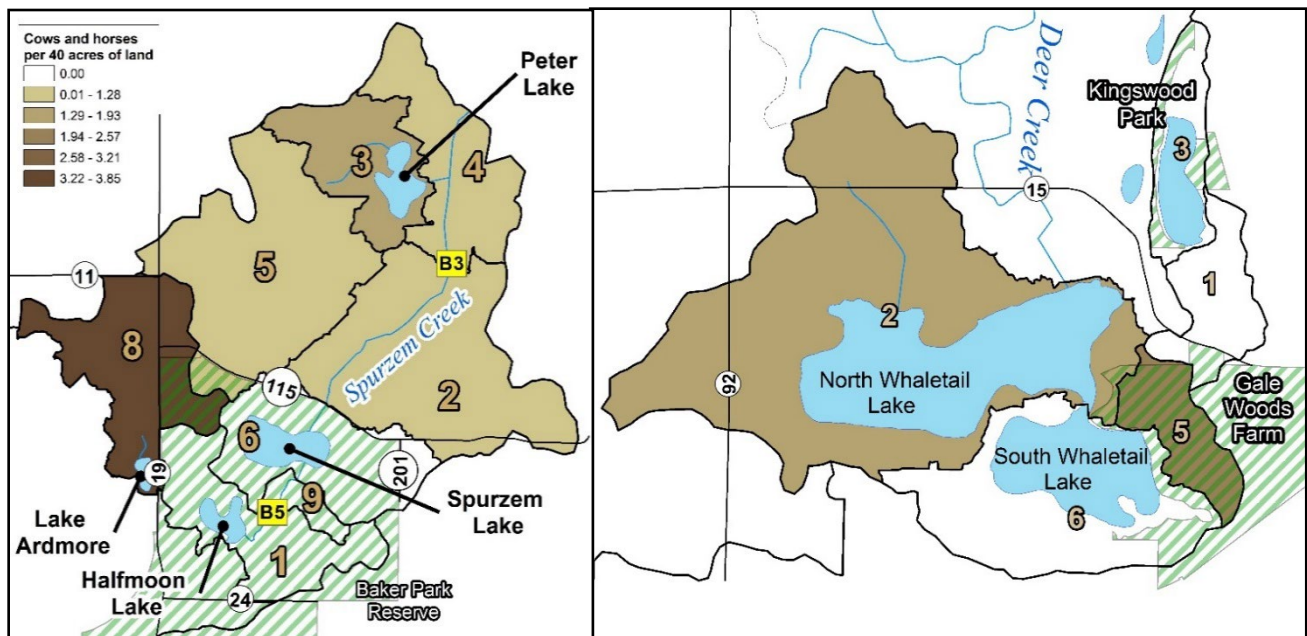 Cows and horses
per 40 acres of land
0.00
0.01 - 1.28
1.29 - 1.93
1.94 - 2.57
2.58 - 3.21
3.22 - 3.85
Peter
Lake
3
4
5
B3
11
8
Spurzem Creek
2
115
6
201
19
9
B5
Lake
Ardmore
Spurzem
Lake
1
Halfmoon
Lake
24
Baker Park
Reserve
Deer Creek
Kingswood
Park
3
15
1
2
92
North Whaletail
Lake
Gale
Woods
Farm
5
South Whaletail
Lake
6